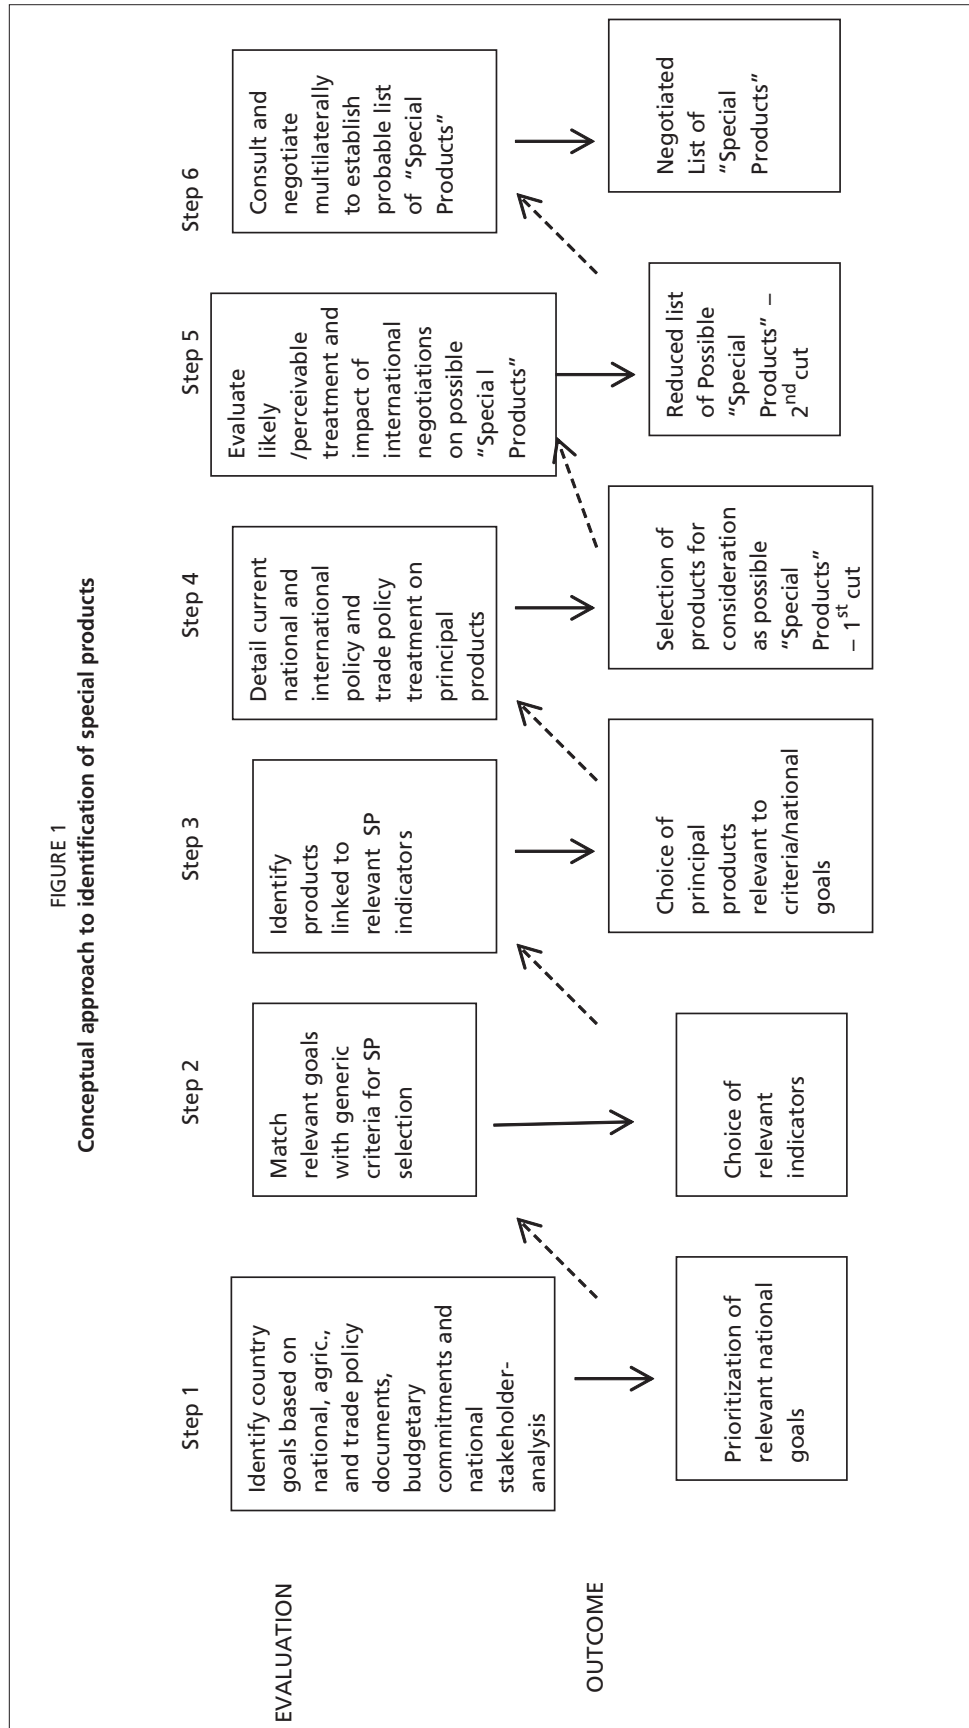 FIGURE 1
Conceptual approach to identification of special products
Step 1
Step 2
Step 3
Step 4
Step 5
Step 6
EVALUATION
Identify country
goals based on
national, agric.,
and trade policy
documents,
budgetary
commitments and
national
stakeholder-
analysis
Match
relevant goals
with generic
criteria for SP
selection
Identify
products
linked to
relevant SP
indicators
Detail current
national and
international
policy and
trade policy
treatment on
principal
products
Evaluate
likely
/perceivable
treatment and
impact of
international
negotiations
on possible
“Specia l
Products”
Consult and
negotiate
multilaterally
to establish
probable list
of “Special
Products”
OUTCOME
Prioritization of
relevant national
goals
Choice of
relevant
indicators
Choice of
principal
products
relevant to
criteria/national
goals
Selection of
products for
consideration
as possible
“Special
Products”
– 1st cut
Reduced list
of Possible
“Special
Products” –
2nd cut
Negotiated
List of
“Special
Products”